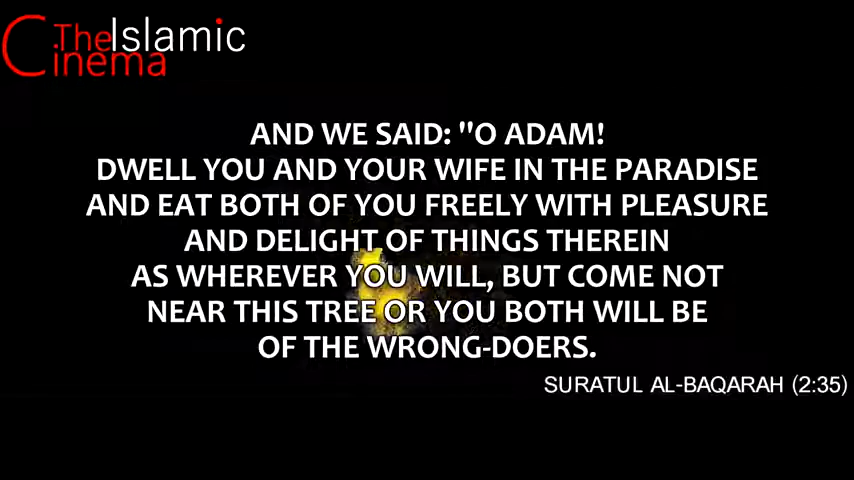 The Islamic
Cinema
AND WE SAID: "O ADAM!
DWELL YOU AND YOUR WIFE IN THE PARADISE
AND EAT BOTH OF YOU FREELY WITH PLEASURE
AND DELIGHT OF THINGS THEREIN
AS WHEREVER YOU WILL, BUT COME NOT
NEAR THIS TREE OR YOU BOTH WILL BE
OF THE WRONG-DOERS.
SURATUL AL-BAQARAH (2:35)